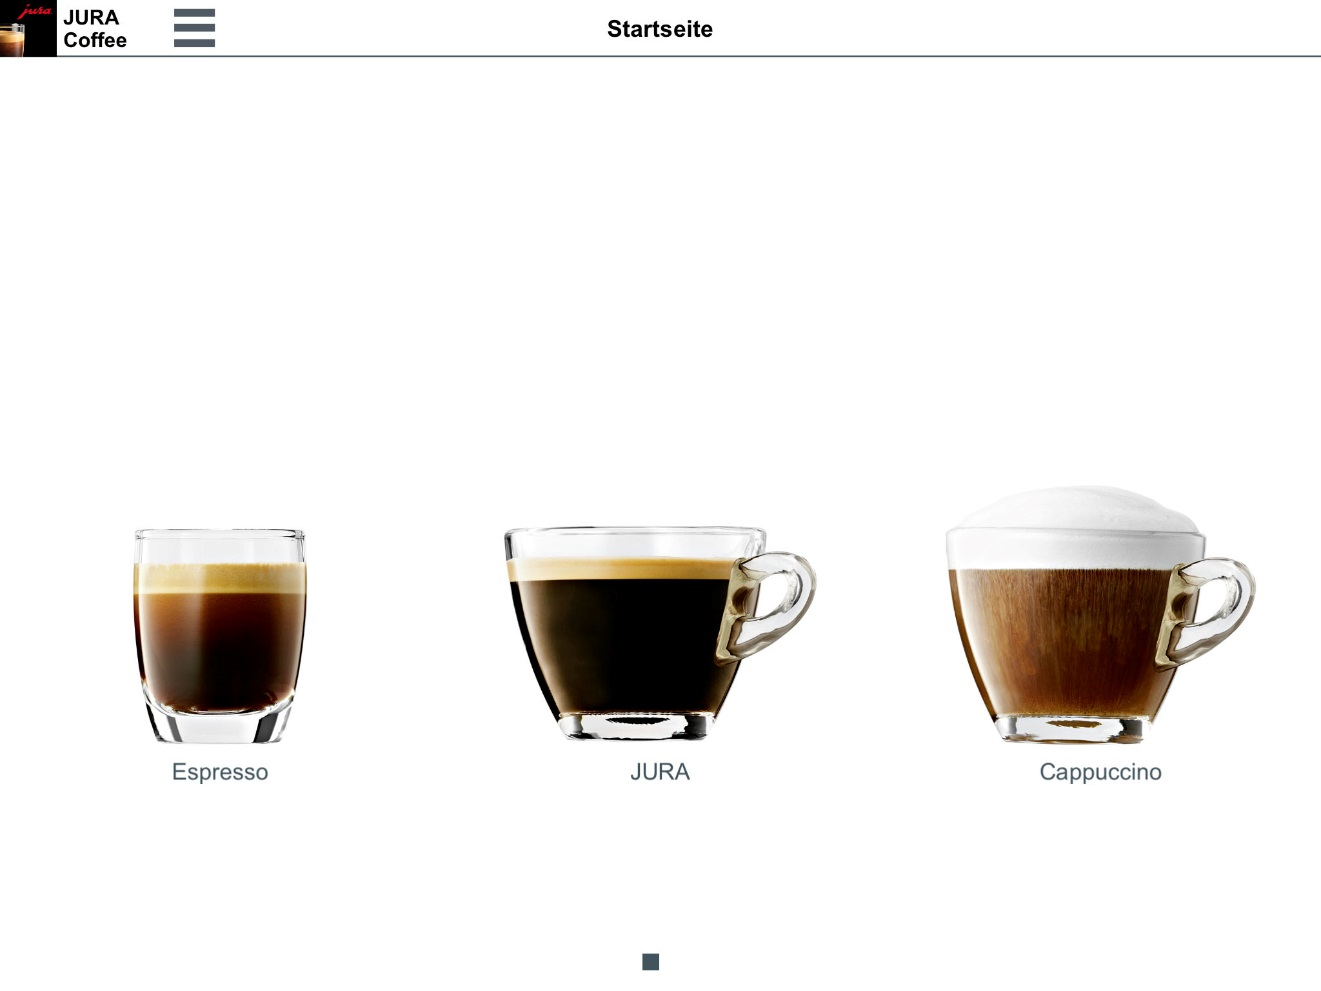 jura
JURA
Coffee
Startseite
Espresso
JURA
Cappuccino